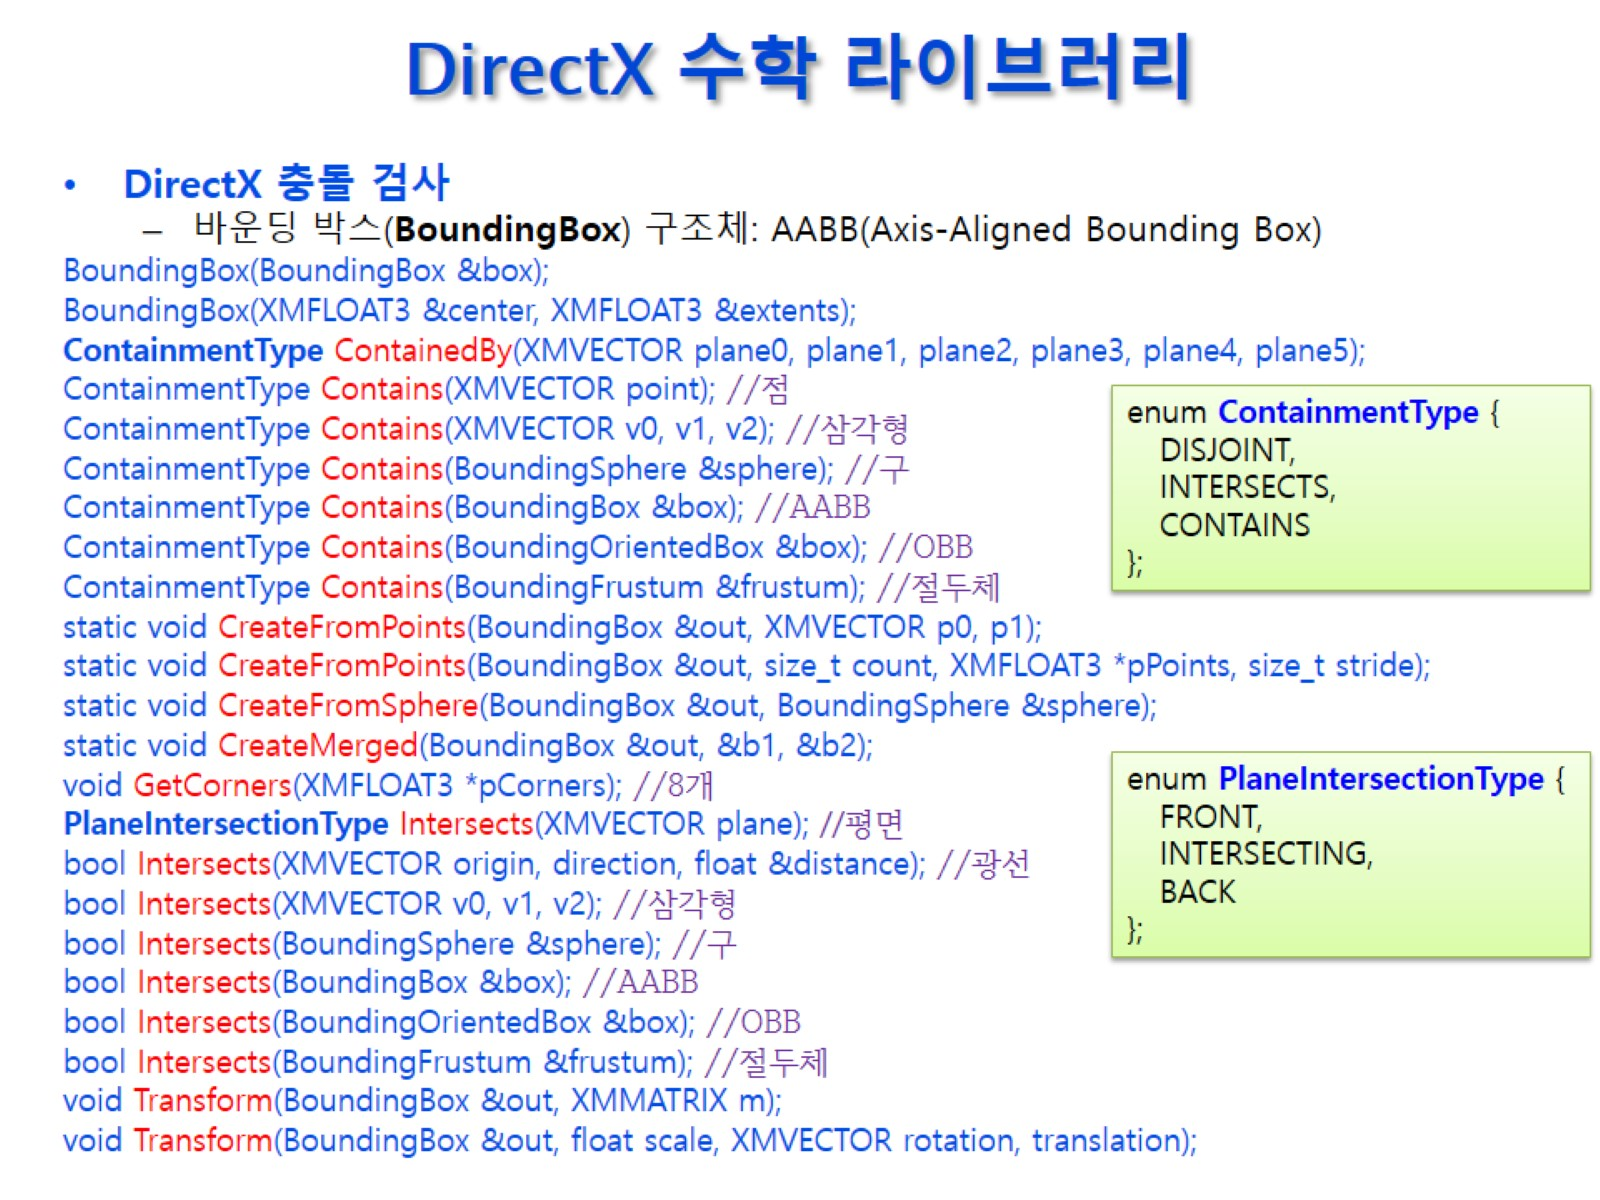 DirectX 수학 라이브러리
• DirectX 충돌 검사
– 바운딩 박스(BoundingBox) 구조체: AABB(Axis-Aligned Bounding Box)
BoundingBox(BoundingBox &box);
BoundingBox(XMFLOAT3 &center, XMFLOAT3 &extents);
ContainmentType ContainedBy(XMVECTOR plane0, plane1, plane2, plane3, plane4, plane5);
ContainmentType Contains(XMVECTOR point); //점
ContainmentType Contains(XMVECTOR v0, v1, v2); //삼각형
ContainmentType Contains(BoundingSphere &sphere); //구
ContainmentType Contains(BoundingBox &box); //AABB
ContainmentType Contains(BoundingOrientedBox &box); //OBB
ContainmentType Contains(BoundingFrustum &frustum); //절두체
static void CreateFromPoints(BoundingBox &out, XMVECTOR p0, p1);
static void CreateFromPoints(BoundingBox &out, size_t count, XMFLOAT3 *pPoints, size_t stride);
static void CreateFromSphere(BoundingBox &out, BoundingSphere &sphere);
static void CreateMerged(BoundingBox &out, &b1, &b2);
void GetCorners(XMFLOAT3 *pCorners); //8개
PlaneIntersectionType Intersects(XMVECTOR plane); //평면
bool Intersects(XMVECTOR origin, direction, float &distance); //광선
bool Intersects(XMVECTOR v0, v1, v2); //삼각형
bool Intersects(BoundingSphere &sphere); //구
bool Intersects(BoundingBox &box); //AABB
bool Intersects(BoundingOrientedBox &box); //OBB
bool Intersects(BoundingFrustum &frustum); //절두체
void Transform(BoundingBox &out, XMMATRIX m);
void Transform(BoundingBox &out, float scale, XMVECTOR rotation, translation);
enum ContainmentType {
DISJOINT,
INTERSECTS,
CONTAINS
};
enum PlaneIntersectionType {
FRONT,
INTERSECTING,
BACK
};